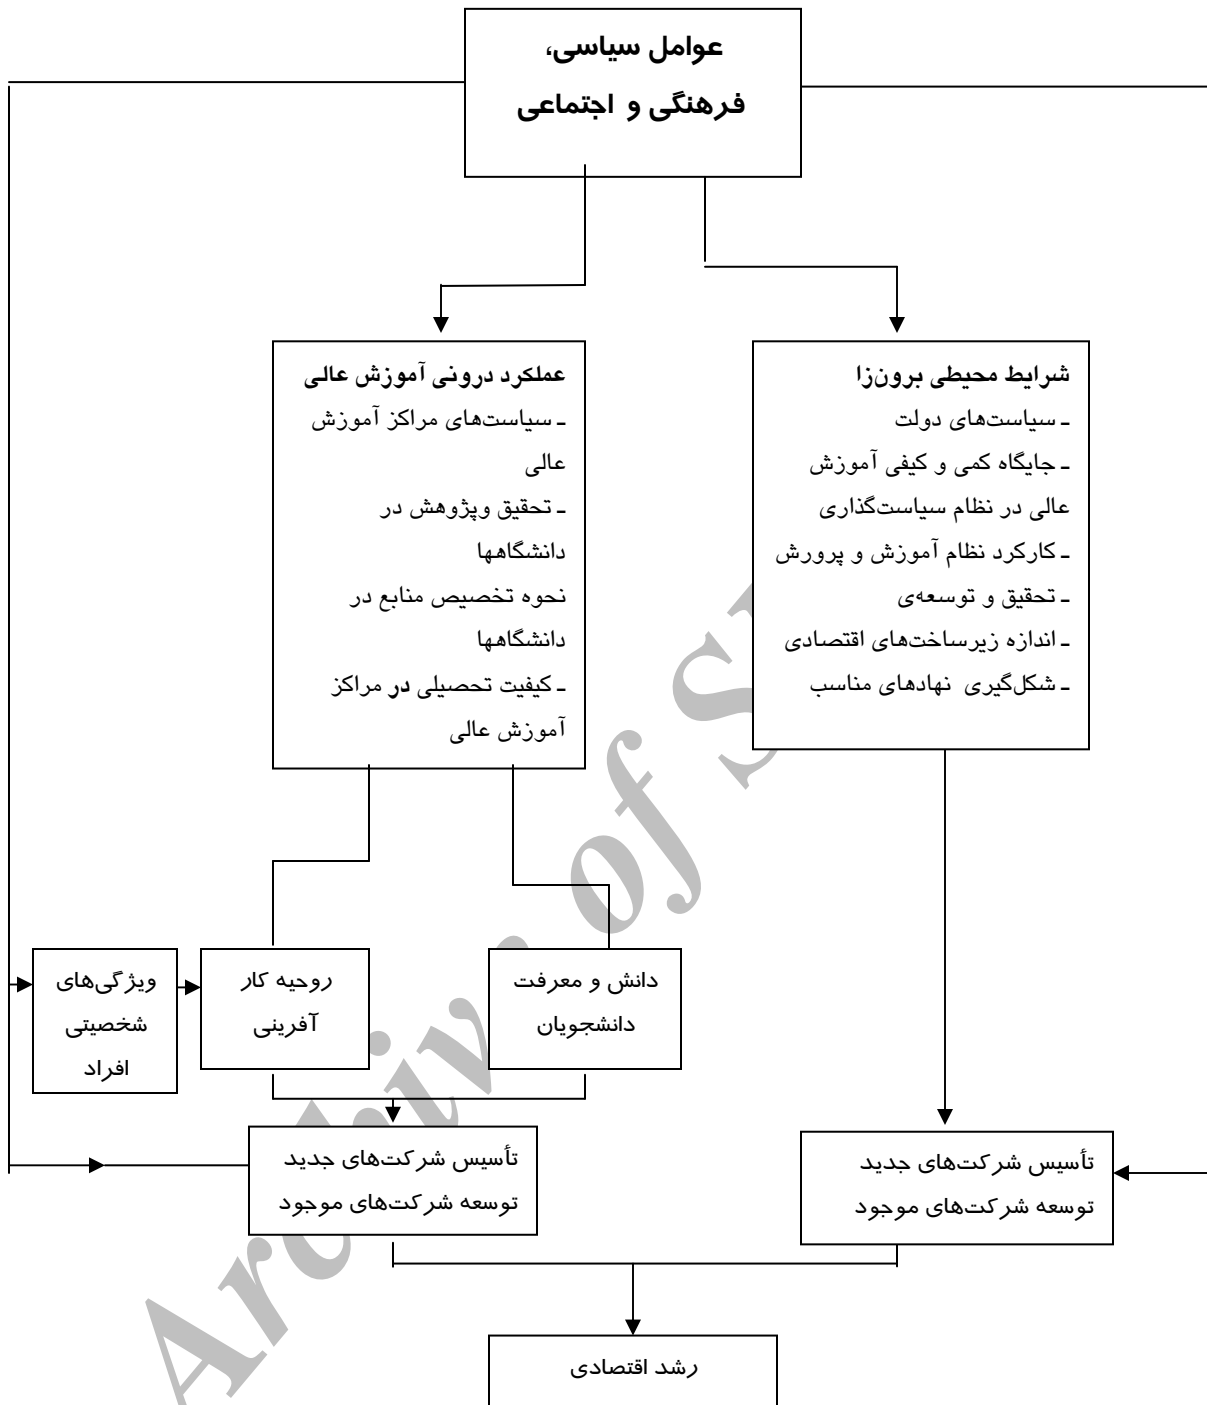 عوامل سیاسی،
فرهنگی و اجتماعی
شرایط محیطی برون‌زا
ـ سیاست‌های دولت
ـ جایگاه کمی و کیفی آموزش
عالی در نظام سیاست‌گذاری
ـ کارکرد نظام آموزش و پرورش
ـ تحقیق و توسعه‌ی
ـ اندازه زیرساخت‌های اقتصادی
ـ شکل‌گیری نهادهای مناسب
عملکرد درونی آموزش عالی
ـ سیاست‌های مراکز آموزش
عالی
ـ تحقیق وپژوهش در
دانشگاهها
نحوه تخصیص منابع در
دانشگاهها
ـ کیفیت تحصیلی در مراکز
آموزش عالی
دانش و معرفت
دانشجویان
روحیه کار
آفرینی
ویژگی‌های
شخصیتی
افراد
تأسیس شرکت‌های جدید
توسعه شرکت‌های موجود
تأسیس شرکت‌های جدید
توسعه شرکت‌های موجود
رشد اقتصادی
Archive of S